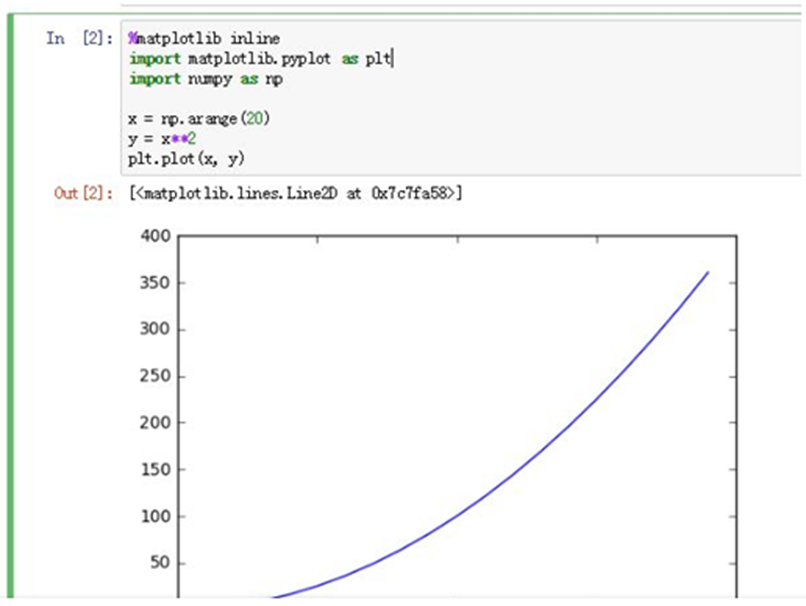 In [2]:
%matplotlib inline
import matplotlib.pyplot as plt
import numpy as np
x = np.arange(20)
y = x**2
plt.plot(x, y)
Out[2]: [<matplotlib.lines.Line2D at 0x7c7fa58>]
400
350
300
250
200
150
100
50